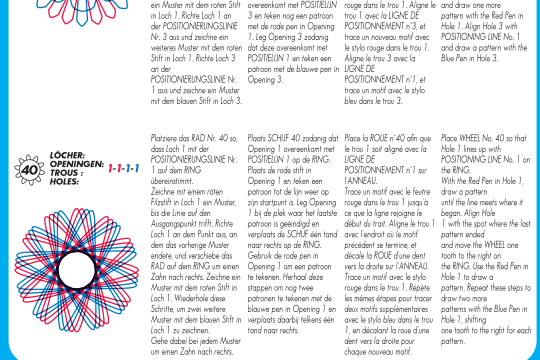 ein Muster mit dem roten Stift
in Loch 1. Richte Loch 1 an
der POSITIONIERUNGSLINIE
Nr. 3 aus und zeichne ein
weiteres Muster mit dem roten
Stift in Loch 1. Richte Loch 3
an der
POSITIONIERUNGSLINIE Nr.
1 aus und zeichne ein Muster
mit dem blauen Stift in Loch 3.
overeenkomt met POSITIELIJN
3 en teken nog een patroon
met de rode pen in Opening
1. Leg Opening 3 zodanig
dat deze overeenkomt met
POSITIELIJN 1 en teken een
patroon met de blauwe pen in
Opening 3.
rouge dans le trou 1. Aligne le
trou 1 avec la LIGNE DE
POSITIONNEMENT n°3, et
trace un nouveau motif avec
le stylo rouge dans le trou 1.
Aligne le trou 3 avec la
LIGNE DE
POSITIONNEMENT n°1, et
trace un motif avec le stylo
bleu dans le trou 3.
and draw one more
pattern with the Red Pen in
Hole 1. Align Hole 3 with
POSITIONING LINE No. 1
and draw a pattern with the
Blue Pen in Hole 3.
40
LÖCHER:
OPENINGEN:
TROUS :
HOLES:
1-1-1-1
Platziere das RAD Nr. 40 so,
dass Loch 1 mit der
POSITIONIERUNGSLINIE Nr.
1 auf dem RING
übereinstimmt.
Zeichne mit einem roten
Filzstift in Loch 1 ein Muster,
bis die Linie auf den
Ausgangspunkt trifft, Richte
Loch 1 an dem Punkt aus, an
dem das vorherige Muster
endete, und verschiebe das
RAD auf dem RING um einen
Zahn nach rechts. Zeichne ein
Muster mit dem roten Stift in
Loch 1. Wiederhole diese
Schritte, um zwei weitere
Muster mit dem blauen Stift in
Loch 1 zu zeichnen.
Gehe dabei bei jedem Muster
um einen Zahn nach rechts.
Plaats SCHIJF 40 zodanig dat
Opening 1 overeenkomt met
POSITIELIJN 1 op de RING.
Plaats de rode stift in
Opening 1 en teken een
patroon tot de lijn weer op
zijn startpunt is. Leg Opening
1 bij de plek waar het laatste
patroon is geëindigd en
verplaats de SCHIJF één tand
naar rechts op de RING.
Gebruik de rode pen in
Opening 1 om een patroon
te tekenen. Herhaal deze
stappen om nog twee
patronen te tekenen met de
blauwe pen in Opening 1 en
verplaats daarbij telkens één
tand naar rechts.
Place la ROUE n°40 afin que
le trou 1 soit aligné avec la
LIGNE DE
POSITIONNEMENT n°1 sur
l'ANNEAU.
Trace un motif avec le feutre
rouge dans le trou 1 jusqu'à
ce que la ligne rejoigne le
début du trait. Aligne le trou 1
avec l'endroit où le motif
précédent se termine, et
décale la ROUE d'une dent
vers la droite sur l'ANNEAU.
Trace un motif avec le stylo
rouge dans le trou 1. Répète
les mêmes étapes pour tracer
deux motifs supplémentaires
avec le stylo bleu dans le trou
1, en décalant la roue d'une
dent vers la droite pour
chaque nouveau motif.
Place WHEEL No. 40 so that
Hole 1 lines up with
POSITIONING LINE No. 1 on
the RING.
With the Red Pen in Hole 1,
draw a pattern
until the line meets where it
began. Align Hole
1 with the spot where the last
pattern ended
and move the WHEEL one
tooth to the right on
the RING. Use the Red Pen in
Hole 1 to draw a
pattern. Repeat these steps to
draw two more
patterns with the Blue Pen in
Hole 1, shifting
one tooth to the right for each
pattern.